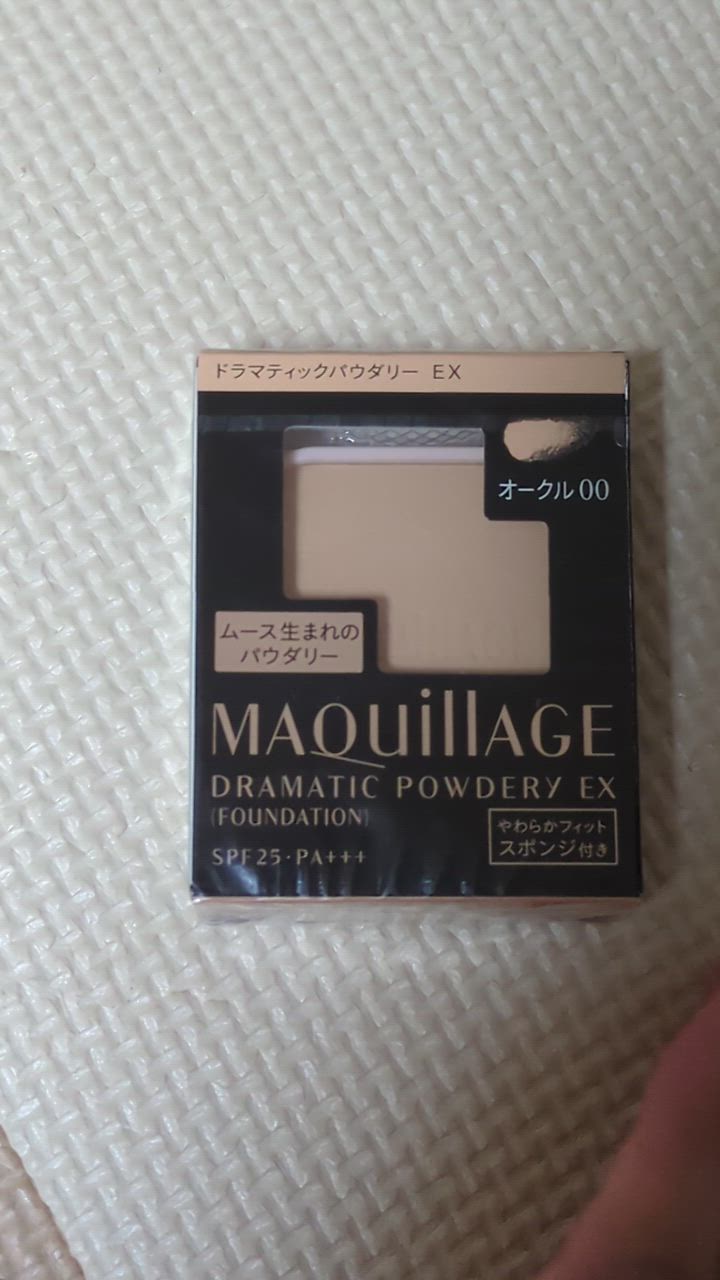 ドラマティックパウダリー EX
オークル 00
ムース生まれの
パウダリー
MAQuillAGE
DRAMATIC POWDERY EX
(FOUNDATION)
SPF25・PA+++
やわらかフィット
スポンジ付き